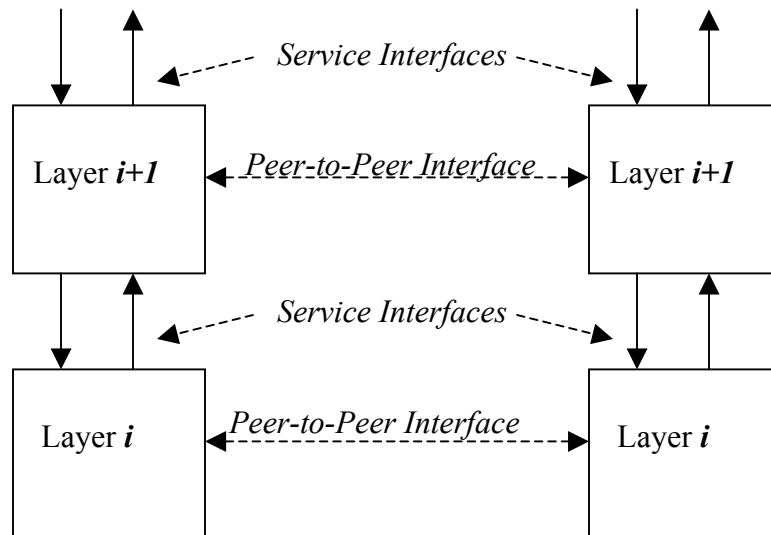 Service Interfaces
Layer i+1
Peer-to-Peer Interface
Layer i+1
Service Interfaces
Layer i
Peer-to-Peer Interface
Layer i